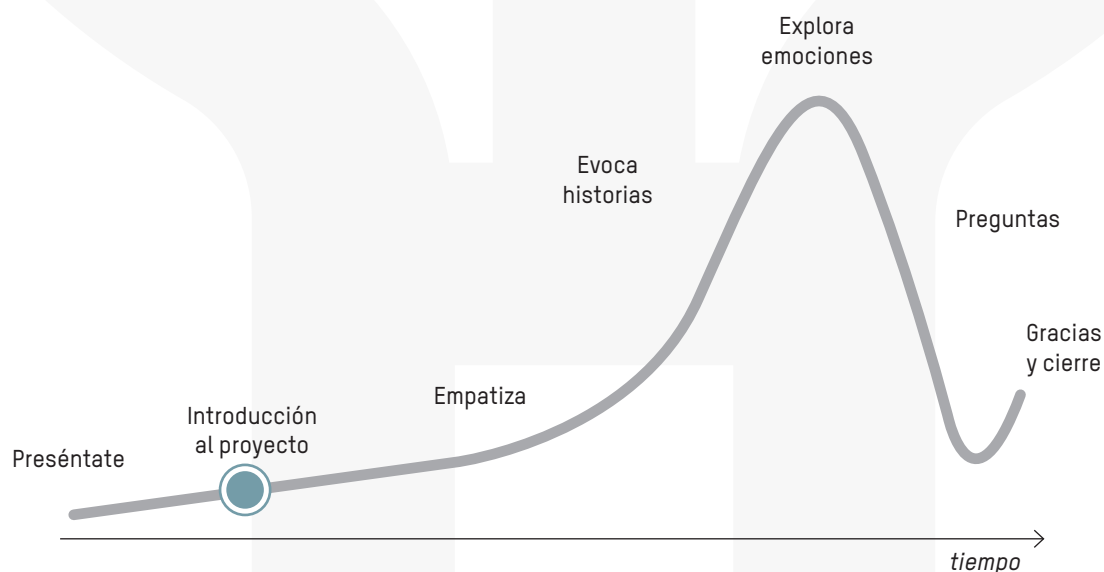 Preséntate
Introducción
al proyecto
Empatiza
Evoca
historias
Explora
emociones
Preguntas
Gracias
y cierre
tiempo